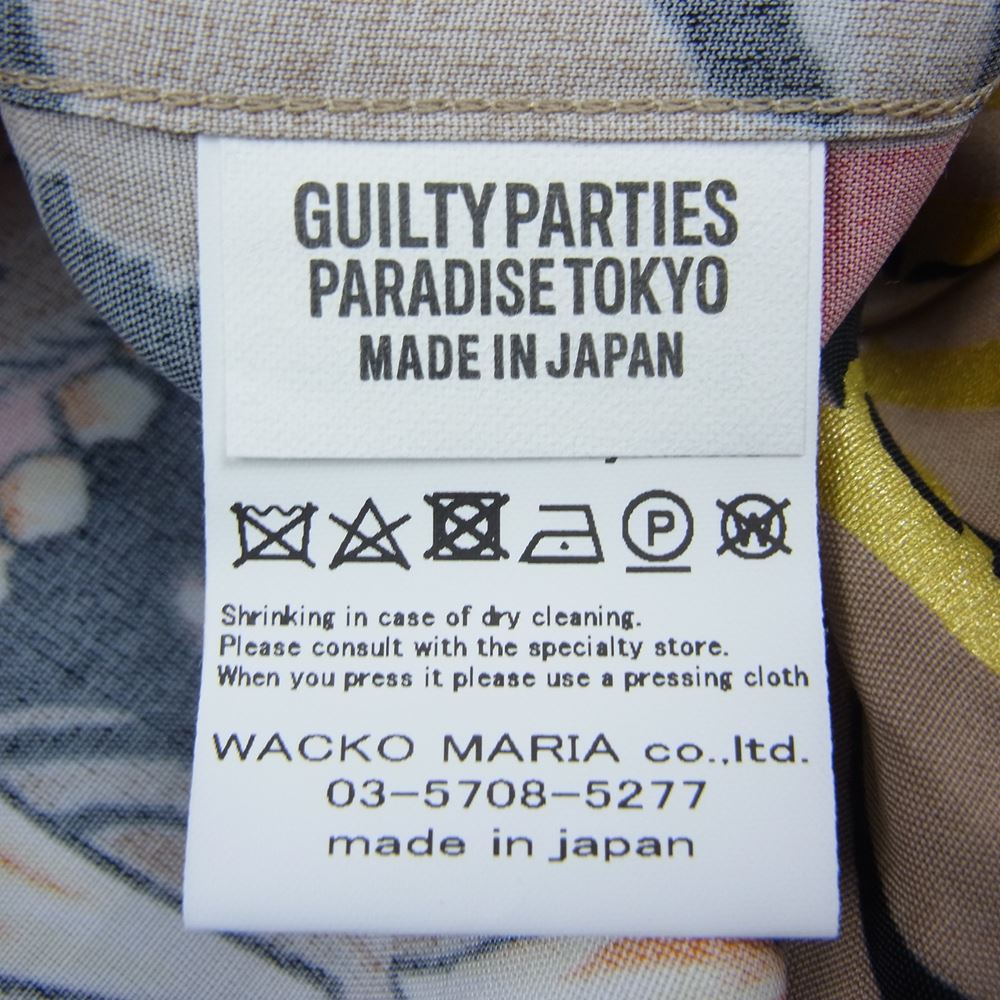 GUILTY PARTIES
PARADISE TOKYO
MADE IN JAPAN
P
W
Shrinking in case of dry cleaning.
Please consult with the specialty store.
When you press it please use a pressing cloth
WACKO MARIA co.,ltd.
03-5708-5277
made in japan